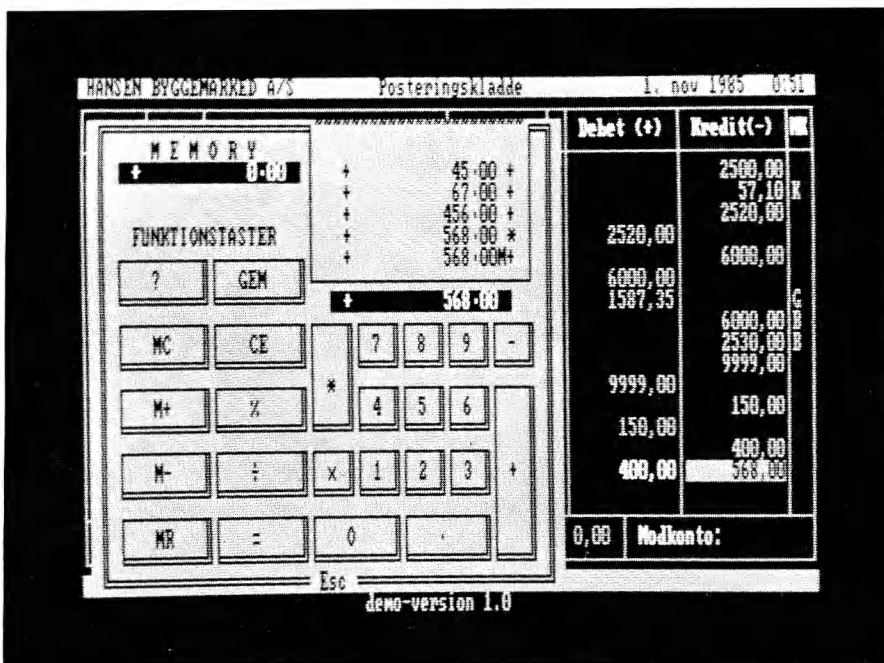 HANSEN BYGGEMARKED A/S Posteringskladde 1. nov 1985 0:51
MEMORY
+ 0.00
FUNKTIONSTASTER
? GEM
MC CE
M+ %
M- ÷
MR =
+ 45.00 +
+ 67.00 +
+ 456.00 +
+ 568.00 *
+ 568.00M+
+ 568.00
* 7 8 9 -
4 5 6
x 1 2 3 +
0 .
Esc
Debet (+) Kredit(-)
2500,00
57,10 K
2520,00
2520,00
6000,00
6000,00
1587,35 G
6000,00 B
2530,00 B
9999,00
9999,00
150,00
150,00
400,00
400,00 568,00
0,00 Modkonto:
demo-version 1.0